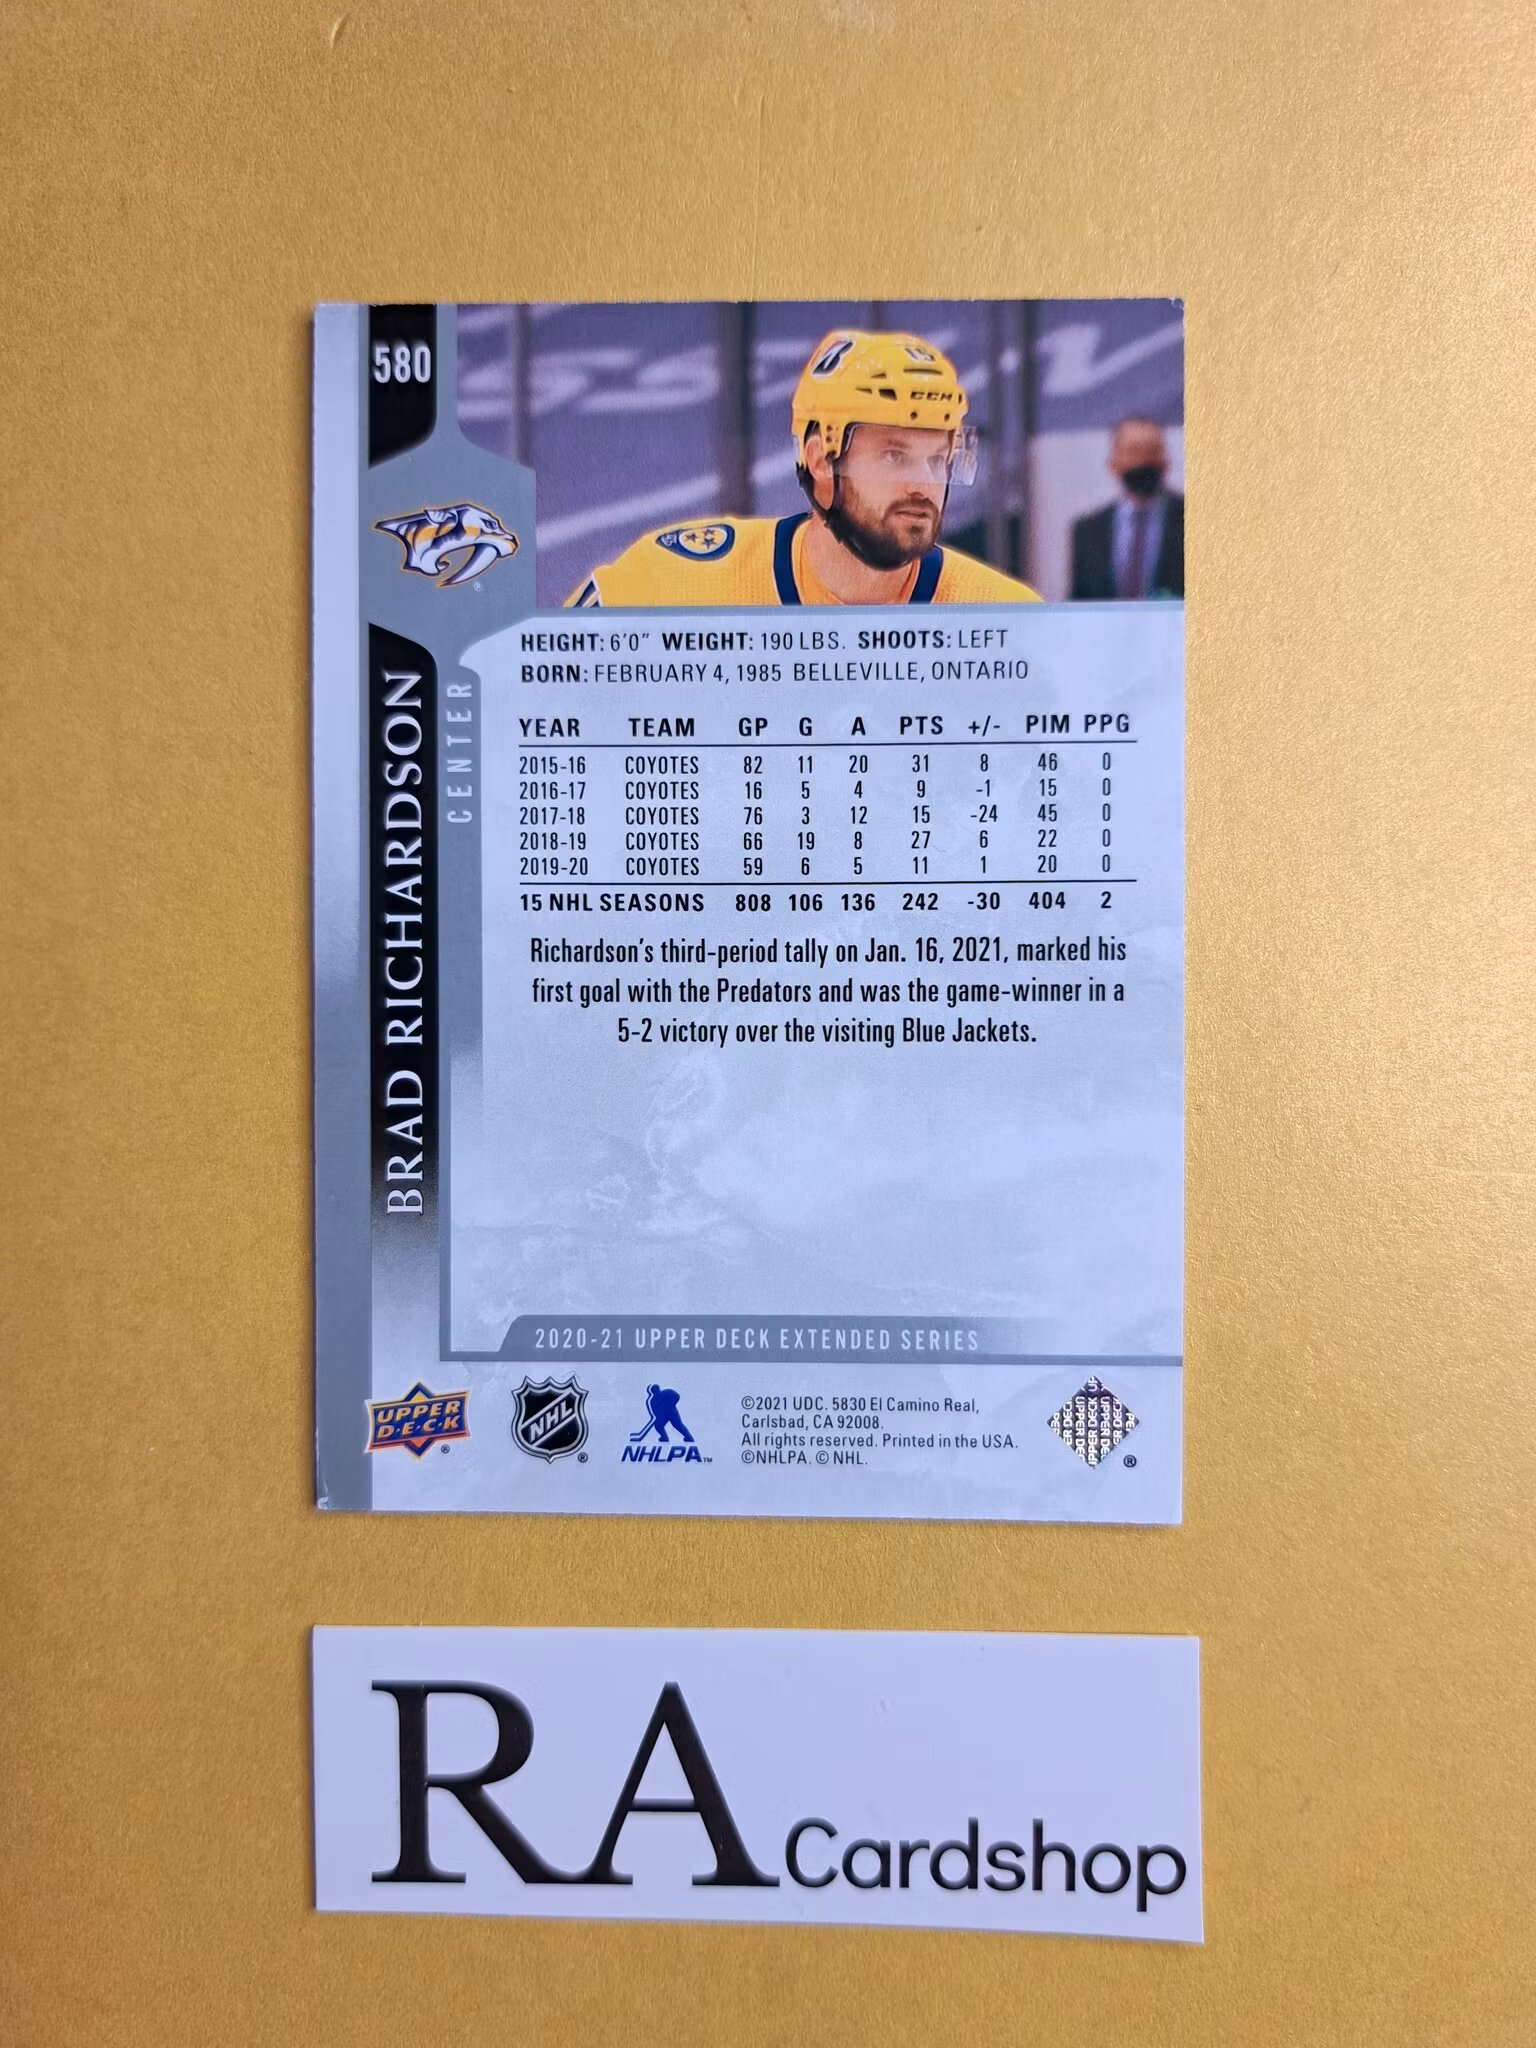 580
15
CCM
BRAD RICHARDSON
CENTER
HEIGHT: 6'0" WEIGHT: 190 LBS. SHOOTS: LEFT
BORN: FEBRUARY 4, 1985 BELLEVILLE, ONTARIO
YEAR TEAM GP G A PTS +/- PIM PPG
2015-16 COYOTES 82 11 20 31 8 46 0
2016-17 COYOTES 16 5 4 9 -1 15 0
2017-18 COYOTES 76 3 12 15 -24 45 0
2018-19 COYOTES 66 19 8 27 6 22 0
2019-20 COYOTES 59 6 5 11 1 20 0
15 NHL SEASONS 808 106 136 242 -30 404 2
Richardson's third-period tally on Jan. 16, 2021, marked his
first goal with the Predators and was the game-winner in a
5-2 victory over the visiting Blue Jackets.
2020-21 UPPER DECK EXTENDED SERIES
UPPER
DECK®
NHL®
NHLPA™
©2021 UDC. 5830 El Camino Real,
Carlsbad, CA 92008.
All rights reserved. Printed in the USA.
©NHLPA. © NHL.
UPPER DECK
®
RA Cardshop